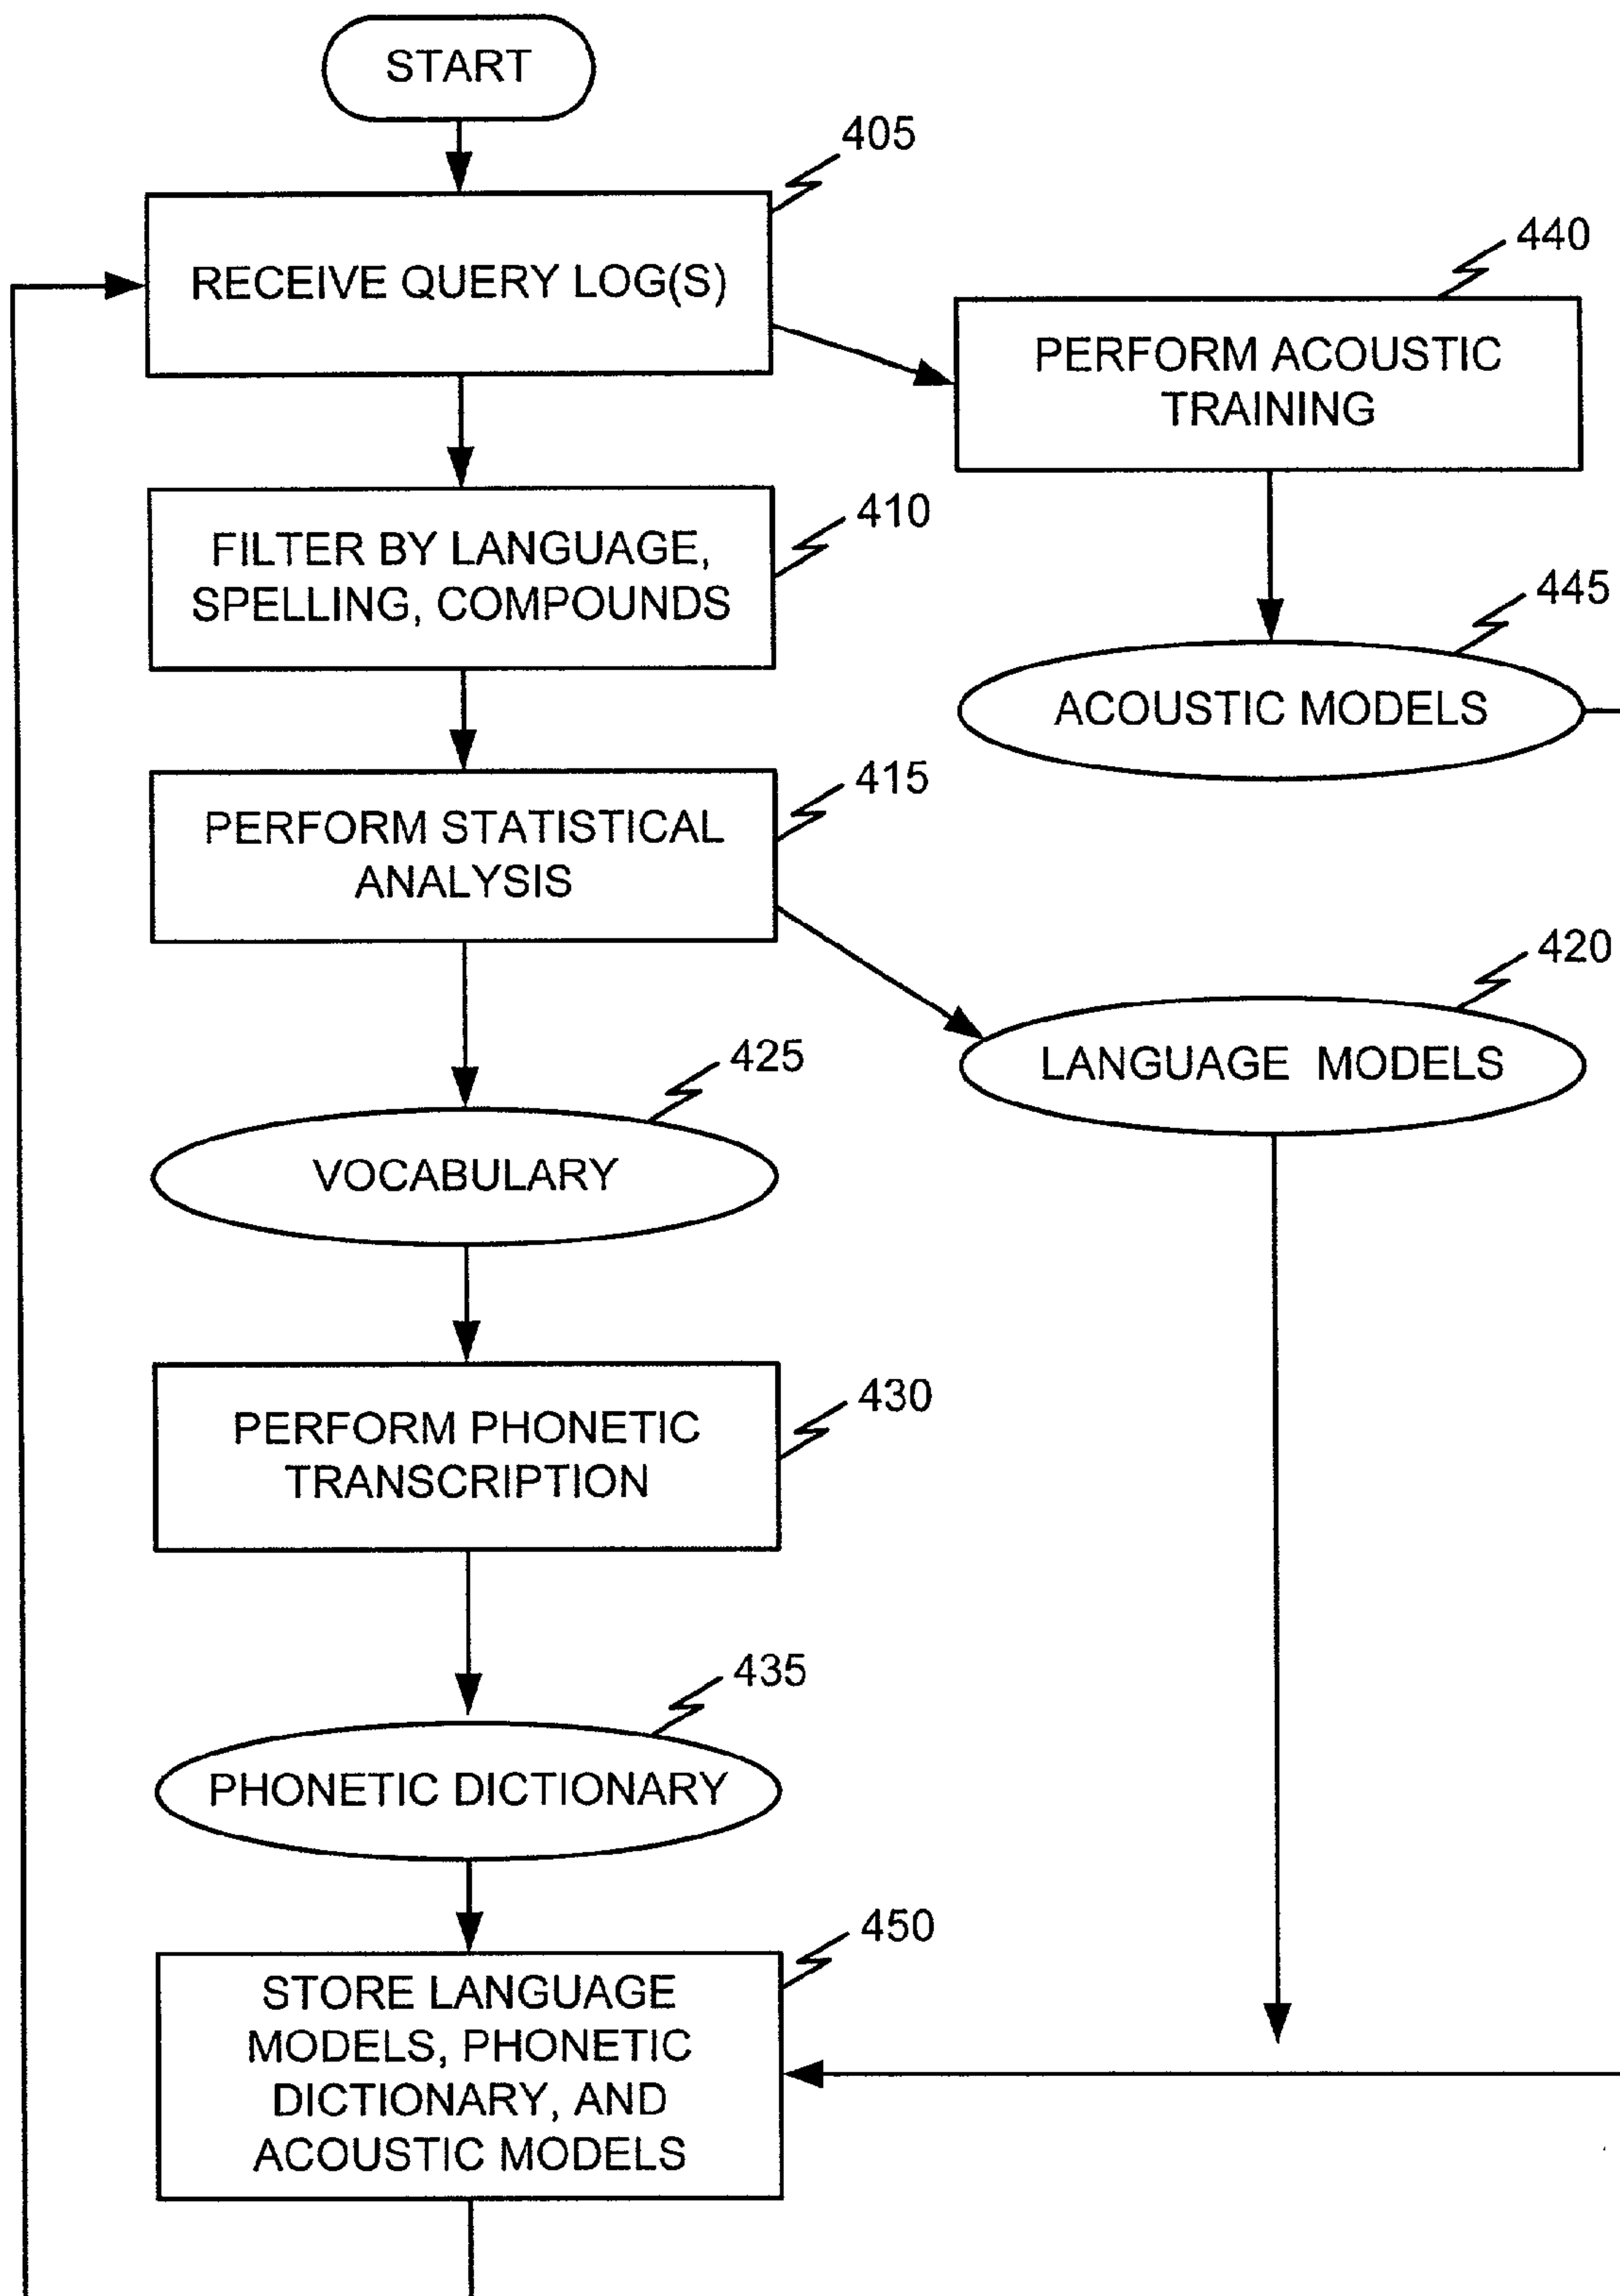 START
405
RECEIVE QUERY LOG(S)
440
PERFORM ACOUSTIC
TRAINING
410
FILTER BY LANGUAGE,
SPELLING, COMPOUNDS
445
ACOUSTIC MODELS
415
PERFORM STATISTICAL
ANALYSIS
420
LANGUAGE MODELS
425
VOCABULARY
430
PERFORM PHONETIC
TRANSCRIPTION
435
PHONETIC DICTIONARY
450
STORE LANGUAGE
MODELS, PHONETIC
DICTIONARY, AND
ACOUSTIC MODELS